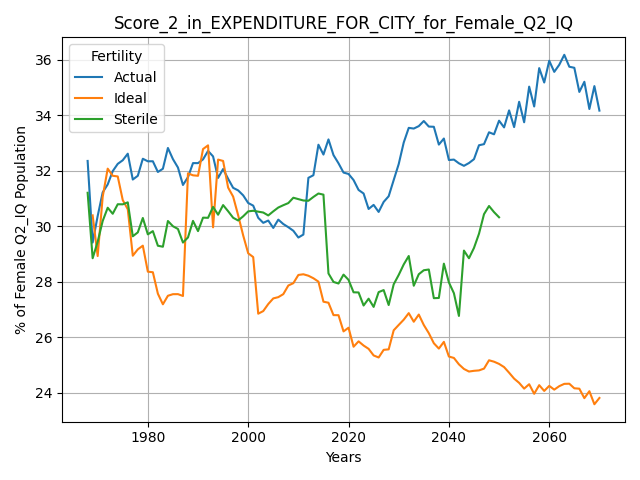 Score_2_in_EXPENDITURE_FOR_CITY_for_Female_Q2_IQ
Fertility
Actual
Ideal
Sterile
% of Female Q2_IQ Population
36
34
32
30
28
26
24
1980
2000
2020
2040
2060
Years